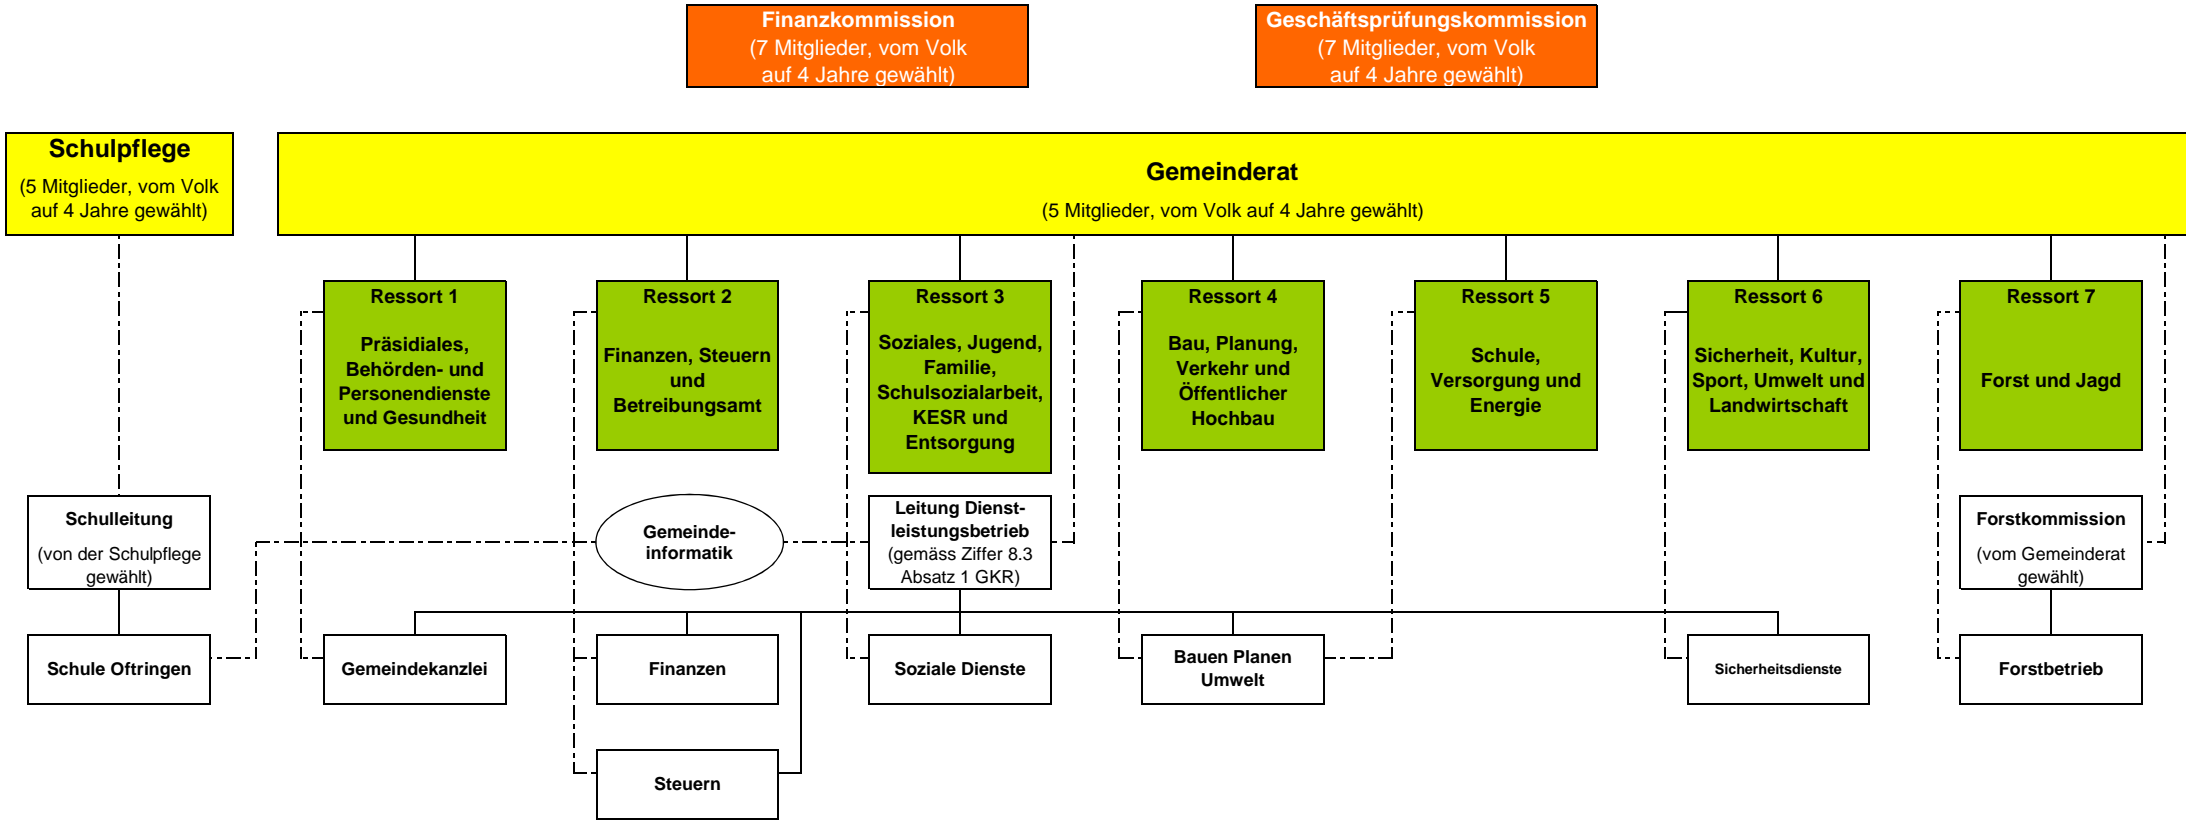 Finanzkommission
(7 Mitglieder, vom Volk
auf 4 Jahre gewählt)
Geschäftsprüfungskommission
(7 Mitglieder, vom Volk
auf 4 Jahre gewählt)
Schulpflege
(5 Mitglieder, vom Volk
auf 4 Jahre gewählt)
Gemeinderat
(5 Mitglieder, vom Volk auf 4 Jahre gewählt)
Ressort 1
Präsidiales,
Behörden- und
Personendienste
und Gesundheit
Ressort 2
Finanzen, Steuern
und
Betreibungsamt
Ressort 3
Soziales, Jugend,
Familie,
Schulsozialarbeit,
KESR und
Entsorgung
Ressort 4
Bau, Planung,
Verkehr und
Öffentlicher
Hochbau
Ressort 5
Schule,
Versorgung und
Energie
Ressort 6
Sicherheit, Kultur,
Sport, Umwelt und
Landwirtschaft
Ressort 7
Forst und Jagd
Schulleitung
(von der Schulpflege
gewählt)
Gemeinde-
informatik
Leitung Dienst-
leistungsbetrieb
(gemäss Ziffer 8.3
Absatz 1 GKR)
Forstkommission
(vom Gemeinderat
gewählt)
Schule Oftringen
Gemeindekanzlei
Finanzen
Soziale Dienste
Bauen Planen
Umwelt
Sicherheitsdienste
Forstbetrieb
Steuern